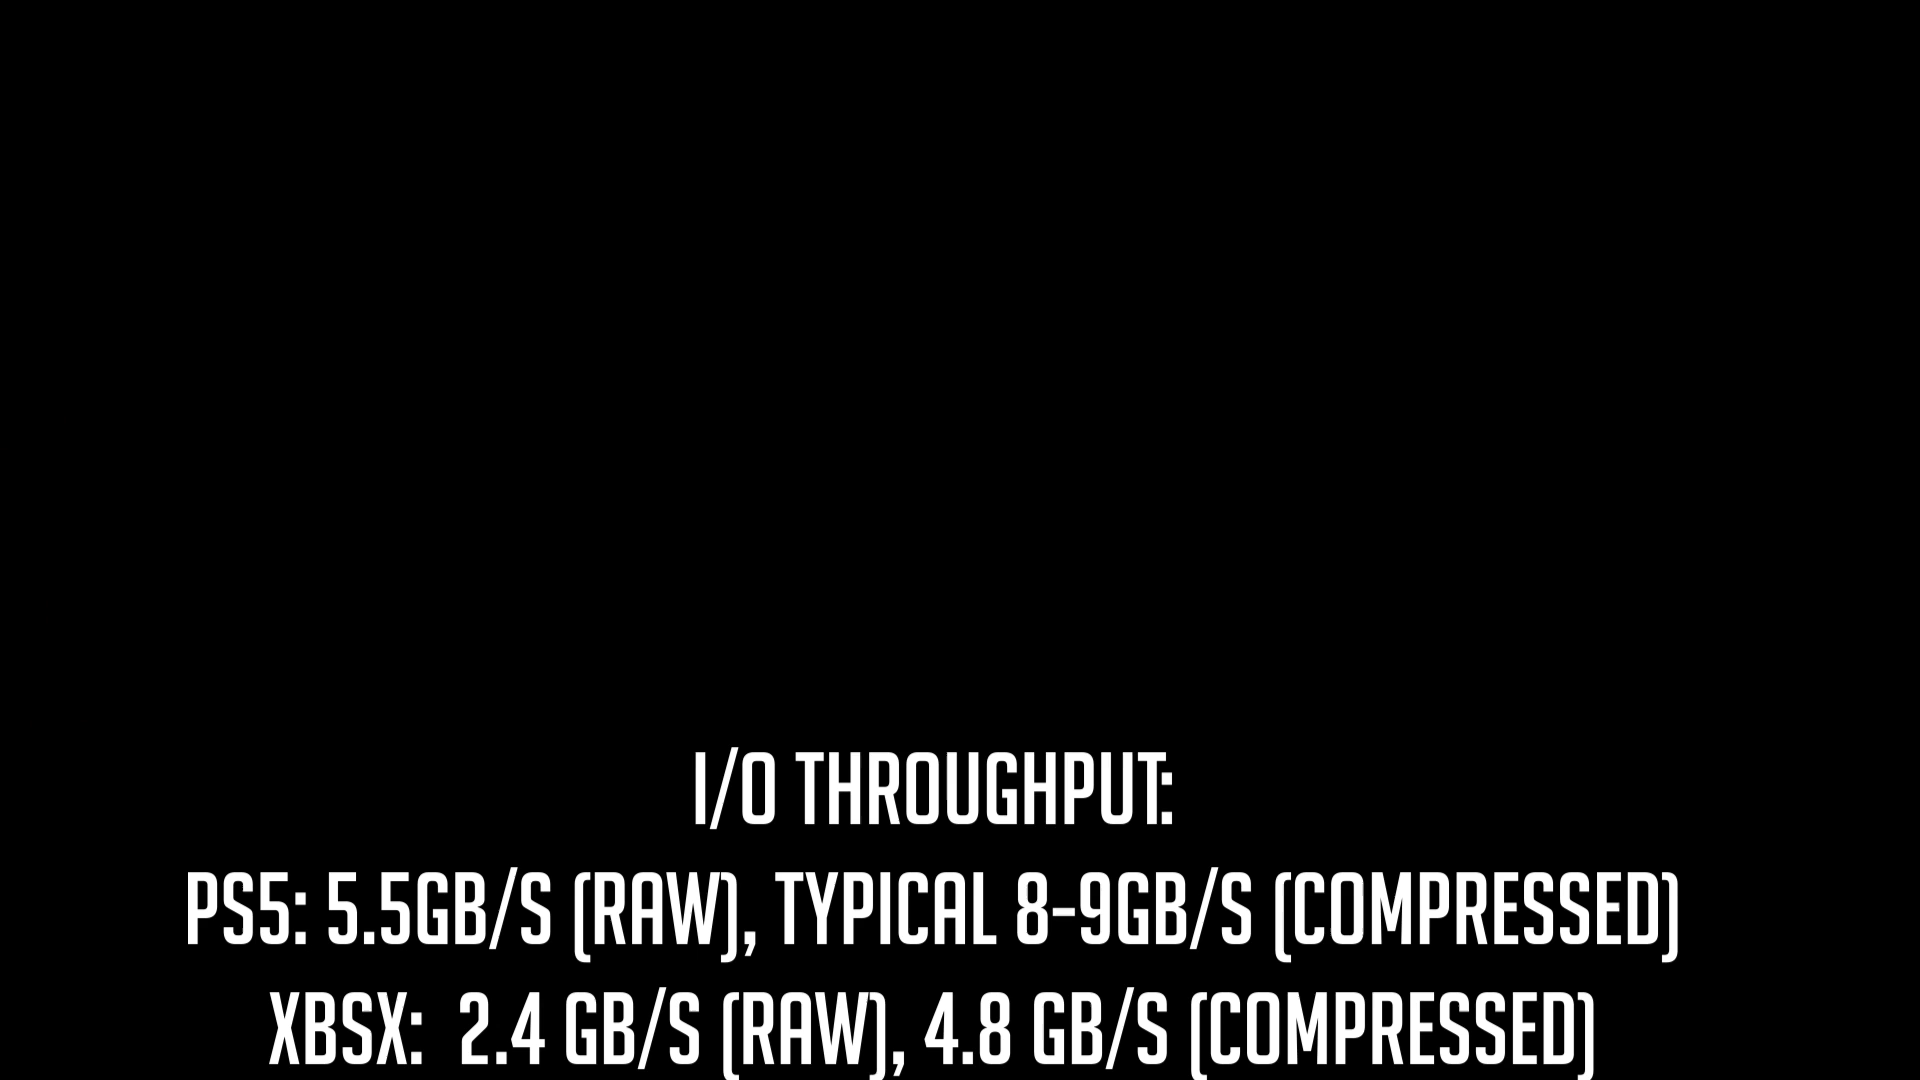 I/O THROUGHPUT:
PS5: 5.5GB/S (RAW), TYPICAL 8-9GB/S (COMPRESSED)
XBSX:  2.4 GB/S (RAW), 4.8 GB/S (COMPRESSED)